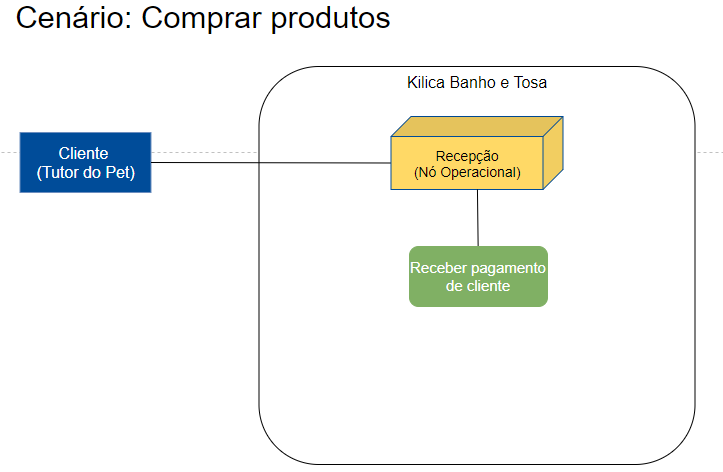 Cenário: Comprar produtos
Kilica Banho e Tosa
Cliente
(Tutor do Pet)
Recepção
(Nó Operacional)
Receber pagamento
de cliente